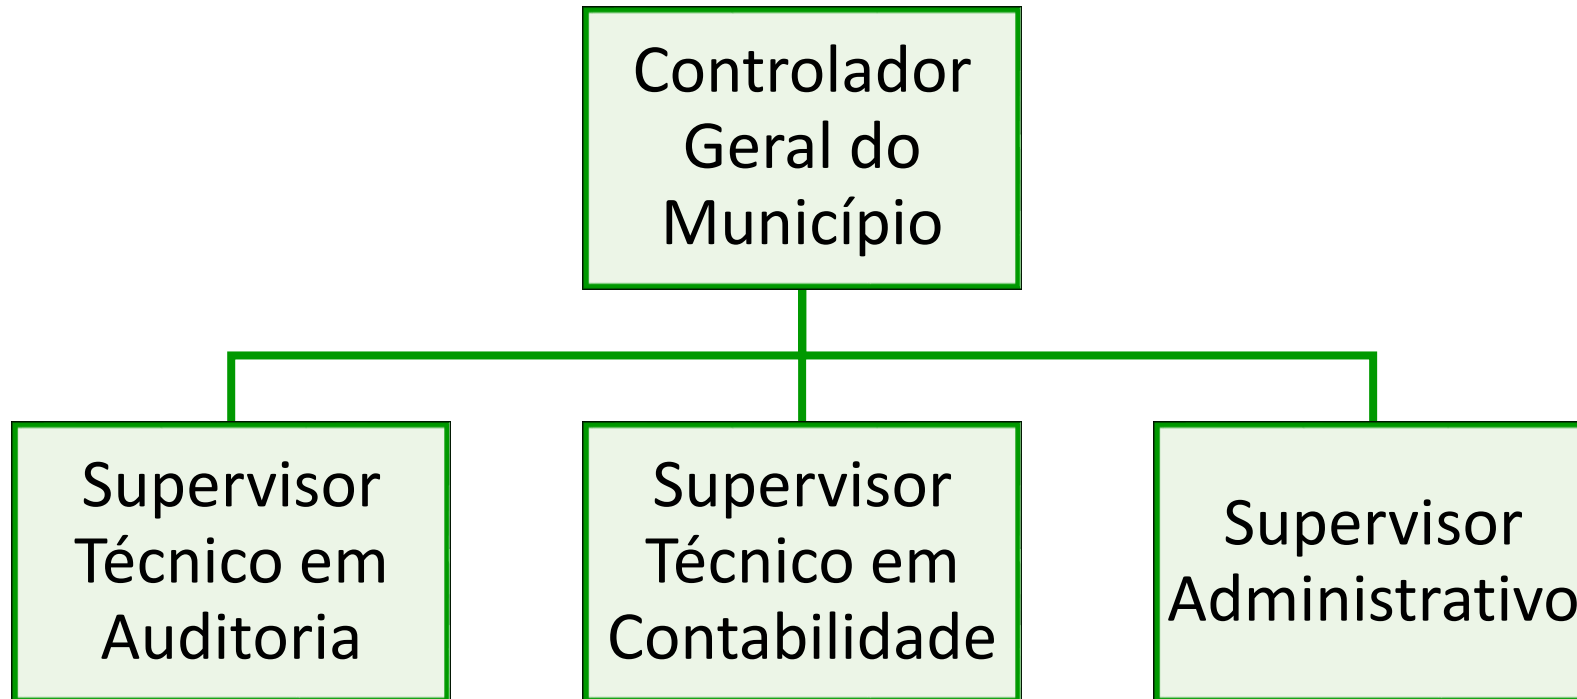 Controlador
Geral do
Município
Supervisor
Técnico em
Auditoria
Supervisor
Técnico em
Contabilidade
Supervisor
Administrativo